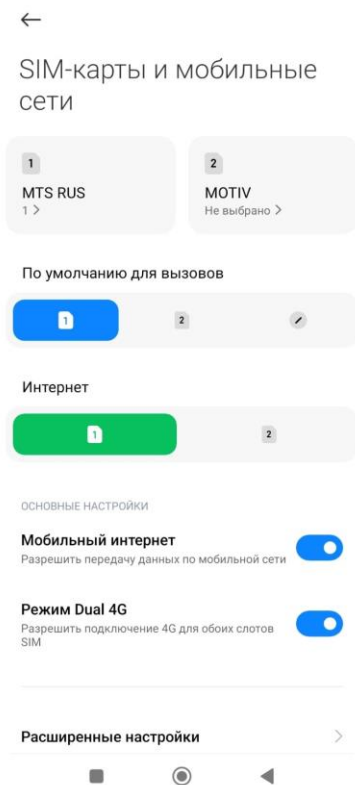 SIM-карты и мобильные
сети
1
2
MTS RUS
MOTIV
1 >
Не выбрано >
По умолчанию для вызовов
1
2
Интернет
1
2
ОСНОВНЫЕ НАСТРОЙКИ
Мобильный интернет
Разрешить передачу данных по мобильной сети
Режим Dual 4G
Разрешить подключение 4G для обоих слотов
SIM
Расширенные настройки